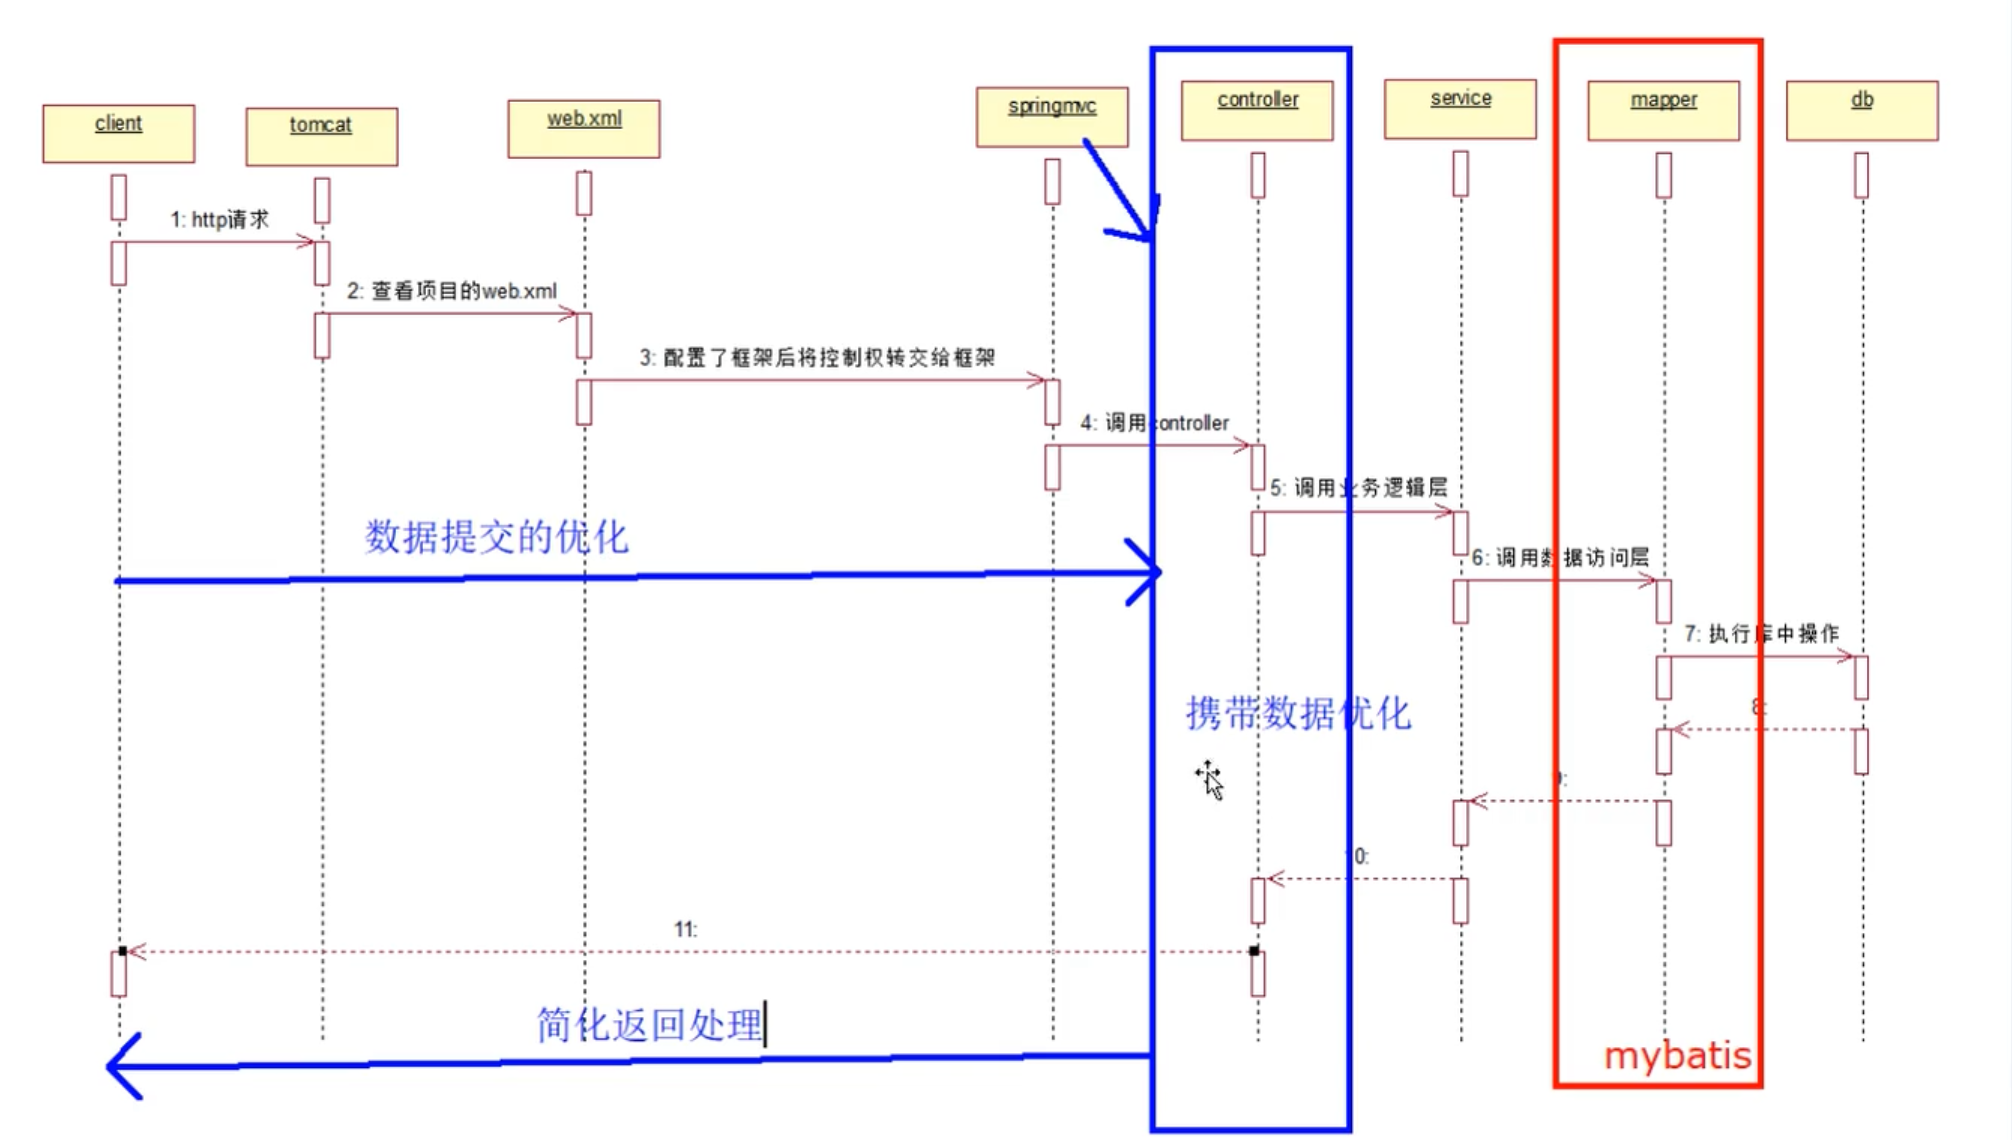 client
tomcat
web.xml
springmvc
controller
service
mapper
db
1: http请求
2: 查看项目的web.xml
3: 配置了框架后将控制权转交给框架
4: 调用controller
5: 调用业务逻辑层
数据提交的优化
6: 调用数据访问层
7: 执行库中操作
携带数据优化
8:
9:
10:
11:
简化返回处理
mybatis